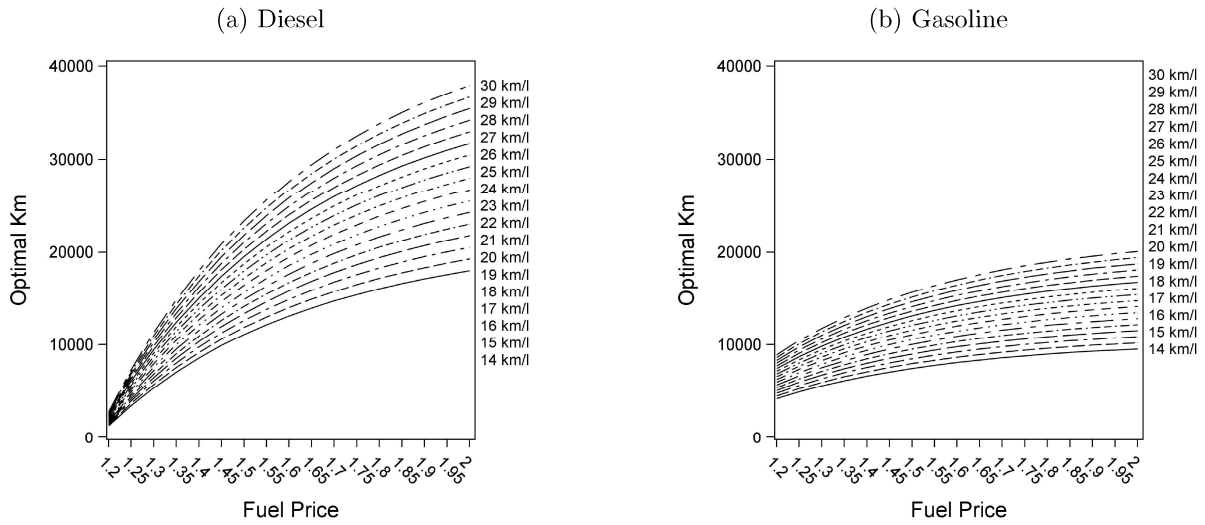 (a) Diesel
Optimal Km
40000
30000
20000
10000
0
30 km/l
29 km/l
28 km/l
27 km/l
26 km/l
25 km/l
24 km/l
23 km/l
22 km/l
21 km/l
20 km/l
19 km/l
18 km/l
17 km/l
16 km/l
15 km/l
14 km/l
1.2 1.25 1.3 1.35 1.4 1.45 1.5 1.55 1.6 1.65 1.7 1.75 1.8 1.85 1.9 1.95 2
Fuel Price
(b) Gasoline
Optimal Km
40000
30000
20000
10000
0
30 km/l
29 km/l
28 km/l
27 km/l
26 km/l
25 km/l
24 km/l
23 km/l
22 km/l
21 km/l
20 km/l
19 km/l
18 km/l
17 km/l
16 km/l
15 km/l
14 km/l
1.2 1.25 1.3 1.35 1.4 1.45 1.5 1.55 1.6 1.65 1.7 1.75 1.8 1.85 1.9 1.95 2
Fuel Price